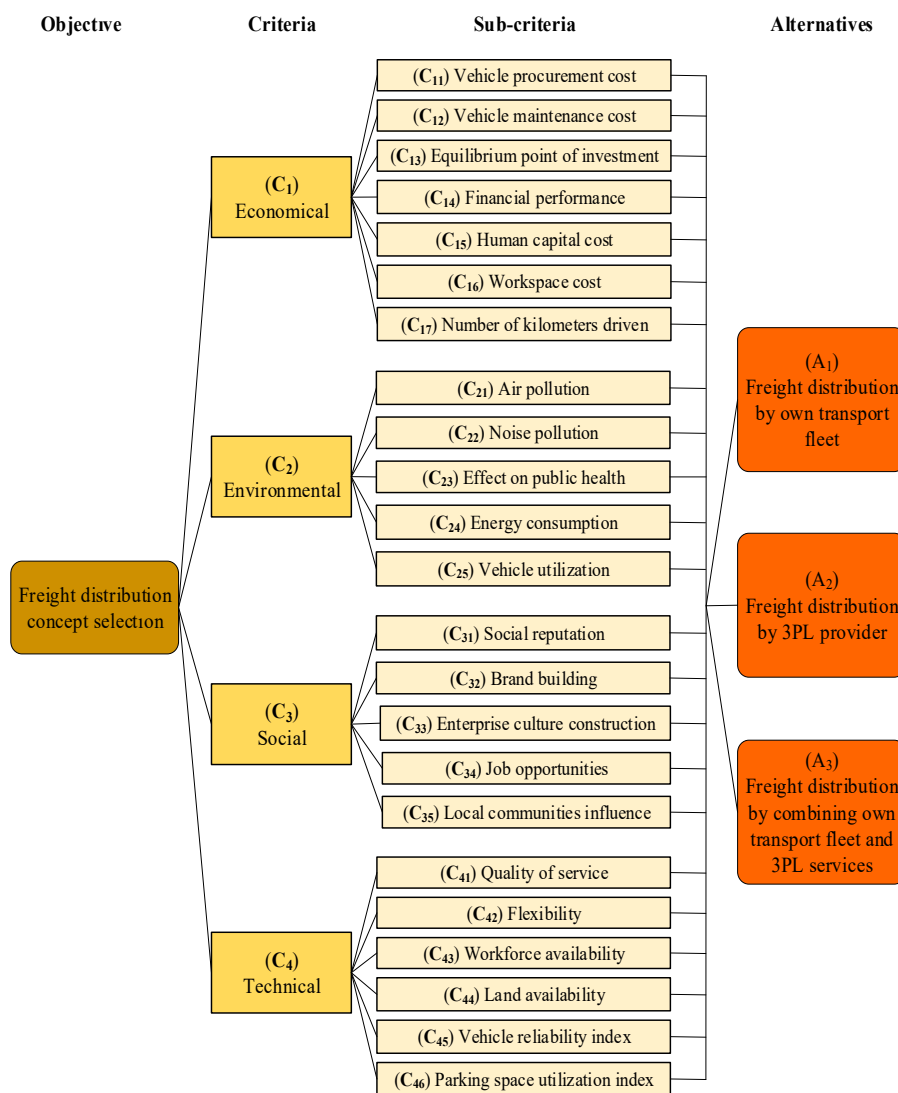 Objective
Criteria
Sub-criteria
Alternatives
Freight distribution
concept selection
(C₁)
Economical
(C₁₁) Vehicle procurement cost
(C₁₂) Vehicle maintenance cost
(C₁₃) Equilibrium point of investment
(C₁₄) Financial performance
(C₁₅) Human capital cost
(C₁₆) Workspace cost
(C₁₇) Number of kilometers driven
(C₂)
Environmental
(C₂₁) Air pollution
(C₂₂) Noise pollution
(C₂₃) Effect on public health
(C₂₄) Energy consumption
(C₂₅) Vehicle utilization
(C₃)
Social
(C₃₁) Social reputation
(C₃₂) Brand building
(C₃₃) Enterprise culture construction
(C₃₄) Job opportunities
(C₃₅) Local communities influence
(C₄)
Technical
(C₄₁) Quality of service
(C₄₂) Flexibility
(C₄₃) Workforce availability
(C₄₄) Land availability
(C₄₅) Vehicle reliability index
(C₄₆) Parking space utilization index
(A₁)
Freight distribution
by own transport
fleet
(A₂)
Freight distribution
by 3PL provider
(A₃)
Freight distribution
by combining own
transport fleet and
3PL services